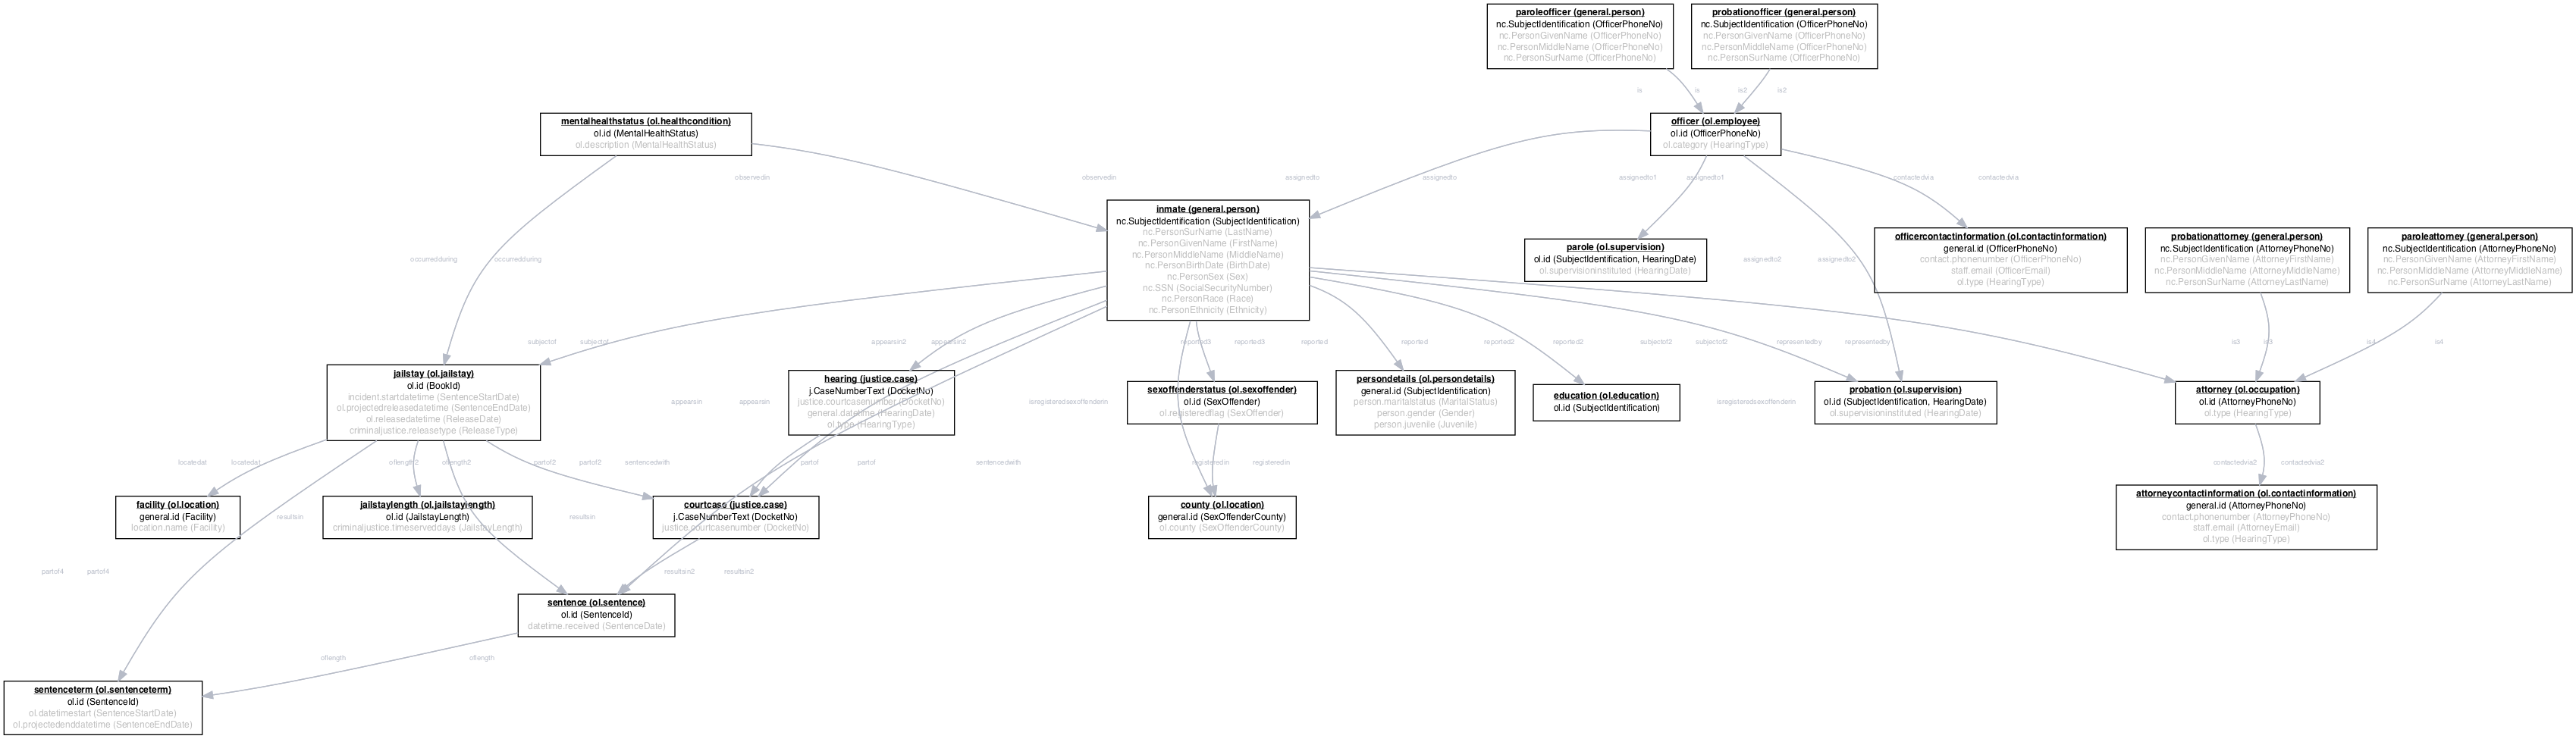 paroleofficer (general.person)
nc.SubjectIdentification (OfficerPhoneNo)
nc.PersonGivenName (OfficerPhoneNo)
nc.PersonMiddleName (OfficerPhoneNo)
nc.PersonSurName (OfficerPhoneNo)
probationofficer (general.person)
nc.SubjectIdentification (OfficerPhoneNo)
nc.PersonGivenName (OfficerPhoneNo)
nc.PersonMiddleName (OfficerPhoneNo)
nc.PersonSurName (OfficerPhoneNo)
is
is
is2
is2
mentalhealthstatus (ol.healthcondition)
ol.id (MentalHealthStatus)
ol.description (MentalHealthStatus)
officer (ol.employee)
ol.id (OfficerPhoneNo)
ol.category (HearingType)
observedin
observedin
assignedto
assignedto
assignedto1
assignedto1
contactedvia
contactedvia
inmate (general.person)
nc.SubjectIdentification (SubjectIdentification)
nc.PersonSurName (LastName)
nc.PersonGivenName (FirstName)
nc.PersonMiddleName (MiddleName)
nc.PersonBirthDate (BirthDate)
nc.PersonSex (Sex)
nc.SSN (SocialSecurityNumber)
nc.PersonRace (Race)
nc.PersonEthnicity (Ethnicity)
parole (ol.supervision)
ol.id (SubjectIdentification, HearingDate)
ol.supervisioninstituted (HearingDate)
officercontactinformation (ol.contactinformation)
general.id (OfficerPhoneNo)
contact.phonenumber (OfficerPhoneNo)
staff.email (OfficerEmail)
ol.type (HearingType)
probationattorney (general.person)
nc.SubjectIdentification (AttorneyPhoneNo)
nc.PersonGivenName (AttorneyFirstName)
nc.PersonMiddleName (AttorneyMiddleName)
nc.PersonSurName (AttorneyLastName)
paroleattorney (general.person)
nc.SubjectIdentification (AttorneyPhoneNo)
nc.PersonGivenName (AttorneyFirstName)
nc.PersonMiddleName (AttorneyMiddleName)
nc.PersonSurName (AttorneyLastName)
occurredduring
occurredduring
assignedto2
assignedto2
subjectof
subjectof
appearsin2
appearsin2
reported3
reported3
reported
reported
reported2
reported2
subjectof2
subjectof2
representedby
representedby
is3
is3
is4
is4
jailstay (ol.jailstay)
ol.id (BookId)
incident.startdatetime (SentenceStartDate)
ol.projectedreleasedatetime (SentenceEndDate)
ol.releasedatetime (ReleaseDate)
criminaljustice.releasetype (ReleaseType)
hearing (justice.case)
j.CaseNumberText (DocketNo)
justice.courtcasenumber (DocketNo)
general.datetime (HearingDate)
ol.type (HearingType)
sexoffenderstatus (ol.sexoffender)
ol.id (SexOffender)
ol.registeredflag (SexOffender)
persondetails (ol.persondetails)
general.id (SubjectIdentification)
person.maritalstatus (MaritalStatus)
person.gender (Gender)
person.juvenile (Juvenile)
education (ol.education)
ol.id (SubjectIdentification)
probation (ol.supervision)
ol.id (SubjectIdentification, HearingDate)
ol.supervisioninstituted (HearingDate)
attorney (ol.occupation)
ol.id (AttorneyPhoneNo)
ol.type (HearingType)
appearsin
appearsin
isregisteredsexoffenderin
isregisteredsexoffenderin
locatedat
locatedat
oflength2
oflength2
partof2
partof2
sentencedwith
partof
partof
sentencedwith
registeredin
registeredin
contactedvia2
contactedvia2
facility (ol.location)
general.id (Facility)
location.name (Facility)
jailstaylength (ol.jailstaylength)
ol.id (JailstayLength)
criminaljustice.timeserveddays (JailstayLength)
courtcase (justice.case)
j.CaseNumberText (DocketNo)
justice.courtcasenumber (DocketNo)
county (ol.location)
general.id (SexOffenderCounty)
ol.county (SexOffenderCounty)
attorneycontactinformation (ol.contactinformation)
general.id (AttorneyPhoneNo)
contact.phonenumber (AttorneyPhoneNo)
staff.email (AttorneyEmail)
ol.type (HearingType)
resultsin
resultsin
partof4
partof4
resultsin2
resultsin2
sentence (ol.sentence)
ol.id (SentenceId)
datetime.received (SentenceDate)
oflength
oflength
sentenceterm (ol.sentenceterm)
ol.id (SentenceId)
ol.datetimestart (SentenceStartDate)
ol.projectedenddatetime (SentenceEndDate)